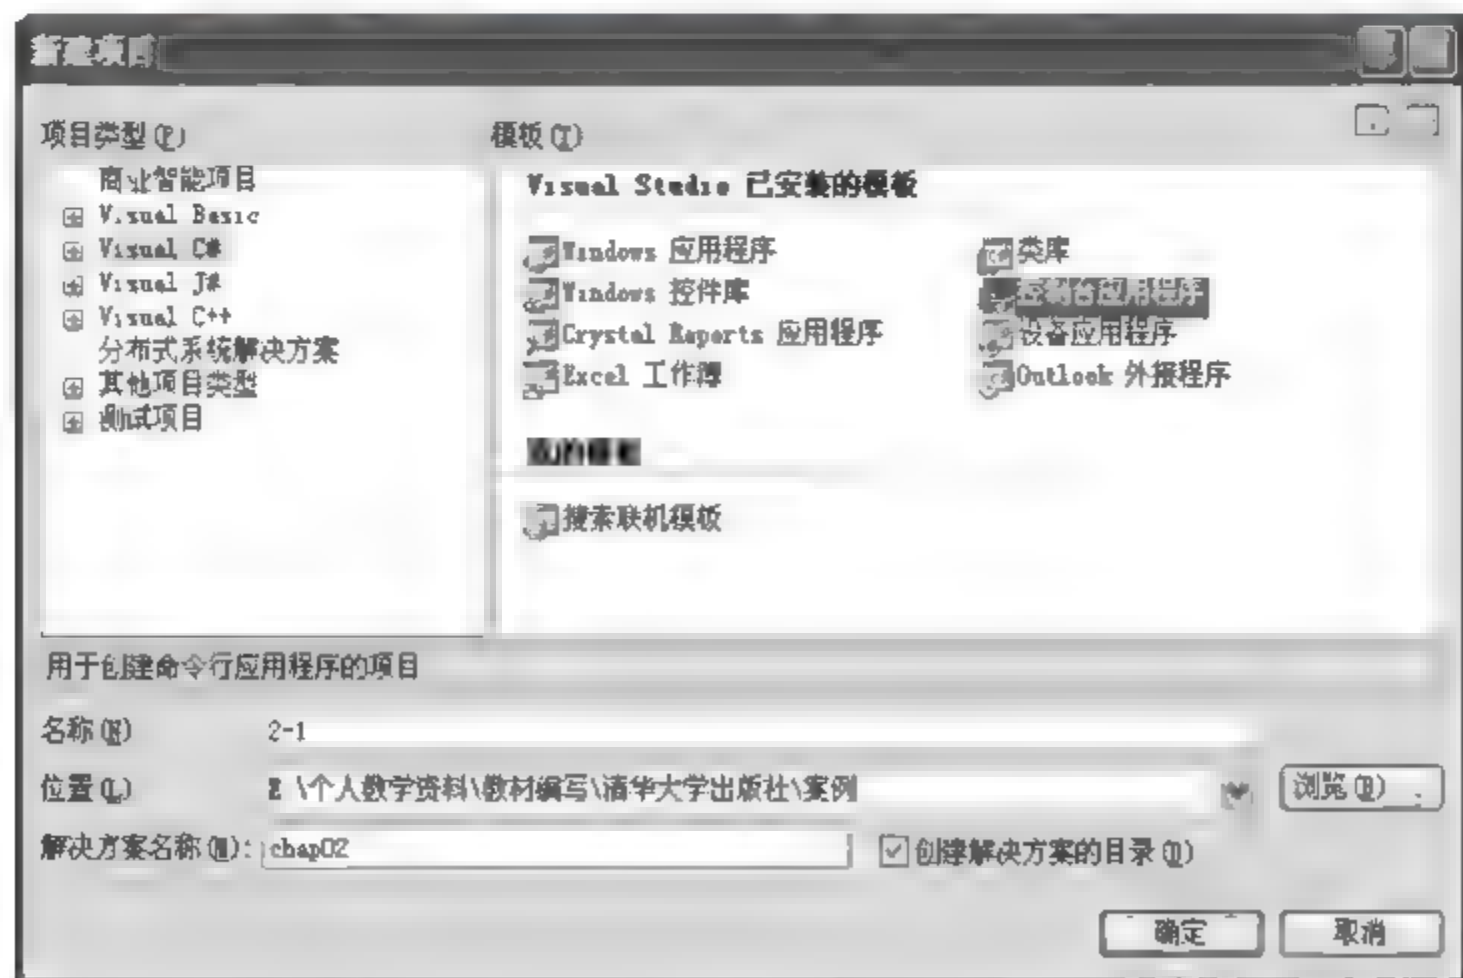 新建项目
项目类型(P)
商业智能项目
Visual Basic
Visual C#
Visual J#
Visual C++
分布式系统解决方案
其他项目类型
测试项目
模板(T)
Visual Studio 已安装的模板
Windows 应用程序
类库
Windows 控件库
控制台应用程序
Crystal Reports 应用程序
设备应用程序
Excel 工作簿
Outlook 外接程序
我的模板
搜索联机模板
用于创建命令行应用程序的项目
名称(N)
2-1
位置(L)
E \个人教学资料\教材编写\清华大学出版社\案例
浏览(B)
解决方案名称(M):
chap02
创建解决方案的目录(D)
确定
取消